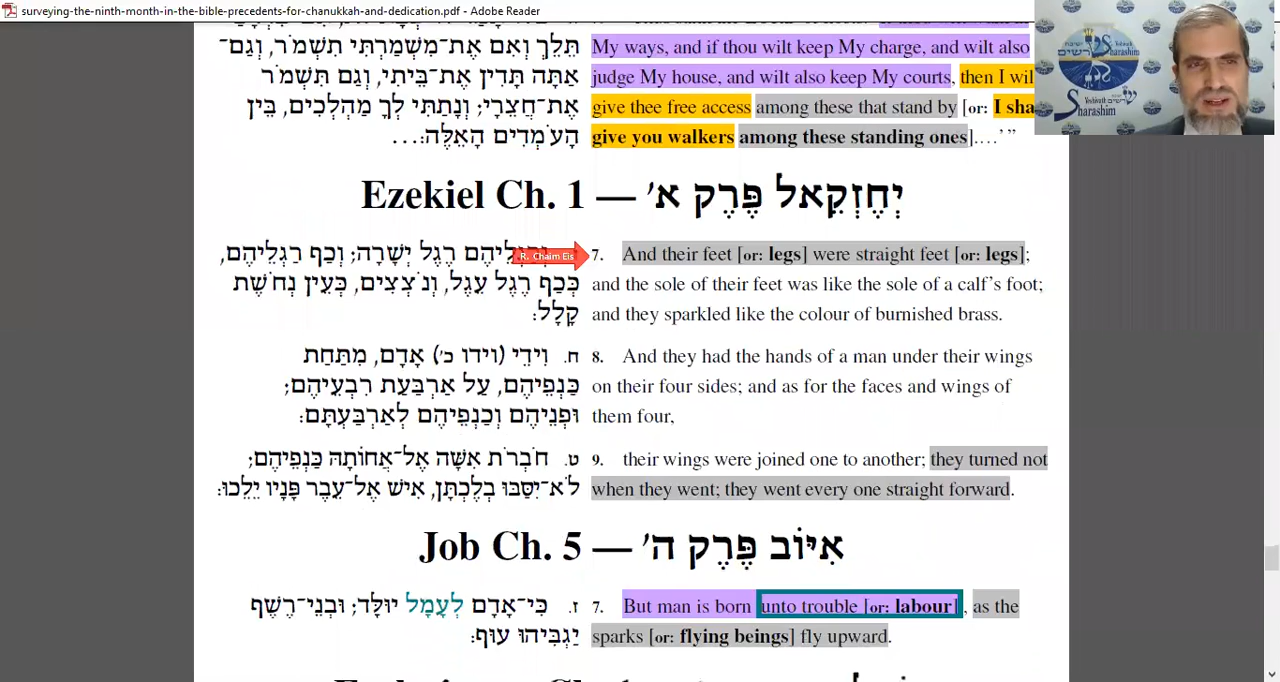 surveying-the-ninth-month-in-the-bible-precedents-for-chanukkah-and-dedication.pdf - Adobe Reader
תֵּלֵךְ וְאִם אֶת־מִשְׁמַרְתִּי תִשְׁמֹר, וְגַם־
אַתָּה תָּדִין אֶת־בֵּיתִי, וְגַם תִּשְׁמֹר
אֶת־חֲצֵרָי; וְנָתַתִּי לְךָ מַהְלְכִים, בֵּין
הָעֹמְדִים הָאֵלֶּה:...
My ways, and if thou wilt keep My charge, and wilt also
judge My house, and wilt also keep My courts, then I wil
give thee free access among these that stand by [or: I sha
give you walkers among these standing ones]....'"
Ezekiel Ch. 1 — יְחֶזְקֵאל פֶּרֶק א'
רֶגֶל יְשָׁרָה; וְכַף רַגְלֵיהֶם,
כְּכַף רֶגֶל עֵגֶל, וְנֹצְצִים, כְּעֵין נְחֹשֶׁת
קָלָל:
R. Chaim Eis
7. And their feet [or: legs] were straight feet [or: legs];
and the sole of their feet was like the sole of a calf's foot;
and they sparkled like the colour of burnished brass.
ח. וִידֵי (וידו כ') אָדָם, מִתַּחַת
כַּנְפֵיהֶם, עַל אַרְבַּעַת רִבְעֵיהֶם;
וּפְנֵיהֶם וְכַנְפֵיהֶם לְאַרְבַּעְתָּם:
8. And they had the hands of a man under their wings
on their four sides; and as for the faces and wings of
them four,
ט. חֹבְרֹת אִשָּׁה אֶל־אֲחוֹתָהּ כַּנְפֵיהֶם;
לֹא־יִסַּבּוּ בְלֶכְתָּן, אִישׁ אֶל־עֵבֶר פָּנָיו יֵלֵכוּ:
9. their wings were joined one to another; they turned not
when they went; they went every one straight forward.
Job Ch. 5 — אִיּוֹב פֶּרֶק ה'
ז. כִּי־אָדָם לְעָמָל יוּלָּד; וּבְנֵי־רֶשֶׁף
יַגְבִּיהוּ עוּף:
7. But man is born unto trouble [or: labour], as the
sparks [or: flying beings] fly upward.
Sharashim